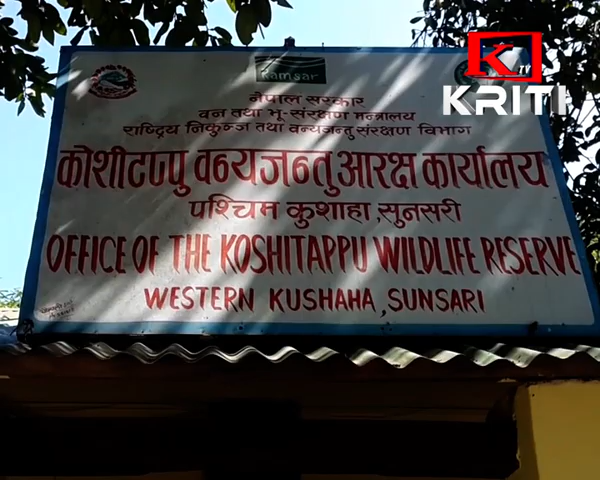 Ramsar
TV
KRITI
नेपाल सरकार
वन तथा भू-संरक्षण मन्त्रालय
राष्ट्रिय निकुन्ज तथा वन्यजन्तु संरक्षण विभाग
कोशीटप्पु वन्यजन्तु आरक्ष कार्यालय
पश्चिम कुशाहा, सुनसरी
OFFICE OF THE KOSHITAPPU WILDLIFE RESERVE
WESTERN KUSHAHA, SUNSARI